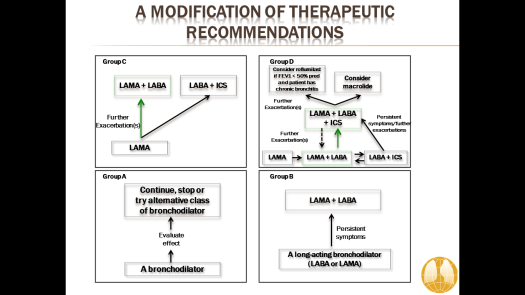 A MODIFICATION OF THERAPEUTIC
RECOMMENDATIONS
Group C
LAMA + LABA
LABA + ICS
Further
Exacerbation(s)
LAMA
Group D
Consider roflumilast
if FEV1 < 50% pred
and patient has
chronic bronchitis
Consider
macrolide
Further
Exacerbation(s)
LAMA + LABA
+ ICS
Persistent
symptoms/further
exacerbations
Further
Exacerbation(s)
LAMA
LAMA + LABA
LABA + ICS
Group A
Continue, stop or
try alternative class
of bronchodilator
Evaluate
effect
A bronchodilator
Group B
LAMA + LABA
Persistent
symptoms
A long-acting bronchodilator
(LABA or LAMA)